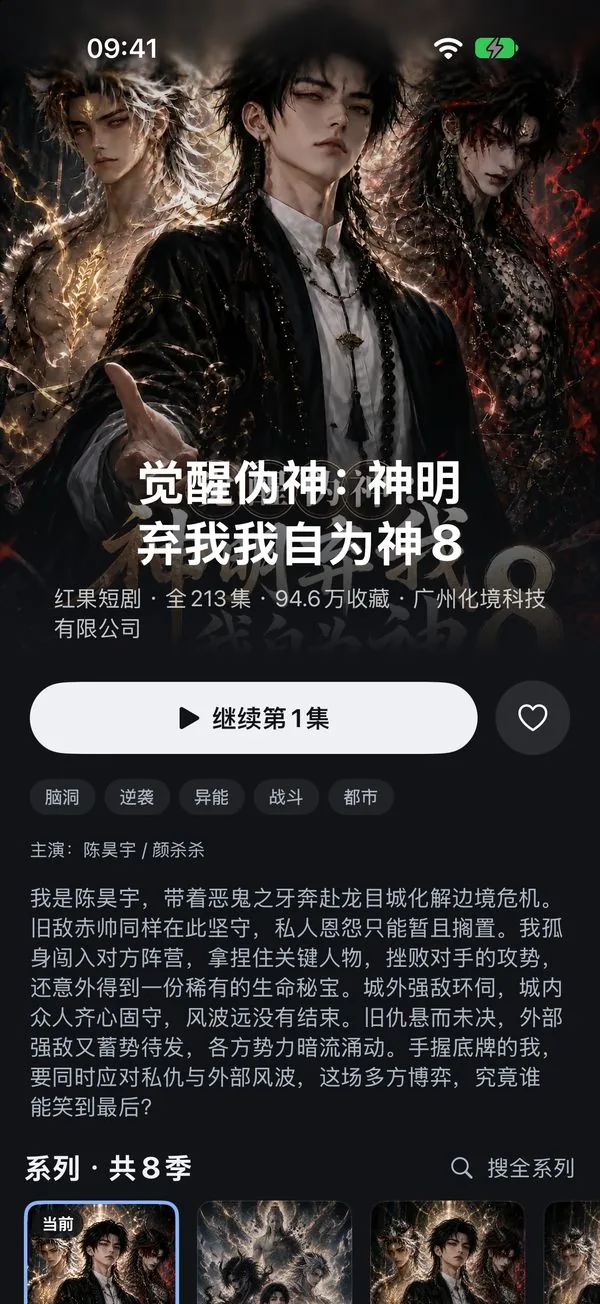 09:41
觉醒伪神：神明
弃我我自为神8
红果短剧 · 全213集 · 94.6万收藏 · 广州化境科技
有限公司
继续第1集
脑洞 逆袭 异能 战斗 都市
主演：陈昊宇 / 颜杀杀
我是陈昊宇，带着恶鬼之牙奔赴龙目城化解边境危机。
旧敌赤帅同样在此坚守，私人恩怨只能暂且搁置。我孤
身闯入对方阵营，拿捏住关键人物，挫败对手的攻势，
还意外得到一份稀有的生命秘宝。城外强敌环伺，城内
众人齐心固守，风波远没有结束。旧仇悬而未决，外部
强敌又蓄势待发，各方势力暗流涌动。手握底牌的我，
要同时应对私仇与外部风波，这场多方博弈，究竟谁
能笑到最后？
系列 · 共8季
搜全系列
当前